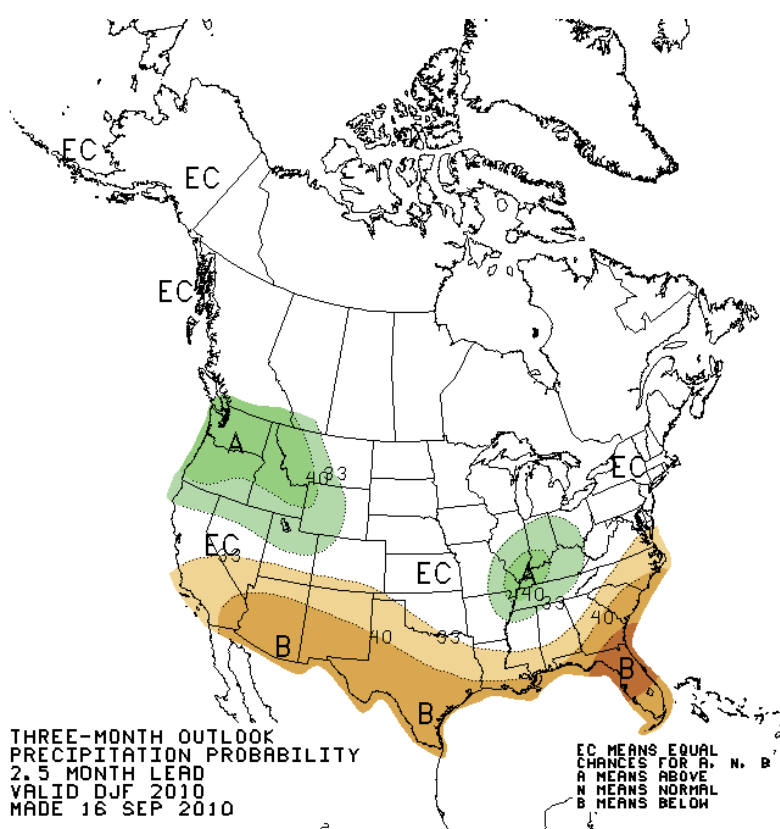 EC
EC
EC
A
40 33
EC
EC
33
EC
A
40
33
40
33
40
B
B
B
THREE-MONTH OUTLOOK
PRECIPITATION PROBABILITY
2.5 MONTH LEAD
VALID DJF 2010
MADE 16 SEP 2010
EC MEANS EQUAL
CHANCES FOR A, N, B
A MEANS ABOVE
N MEANS NORMAL
B MEANS BELOW